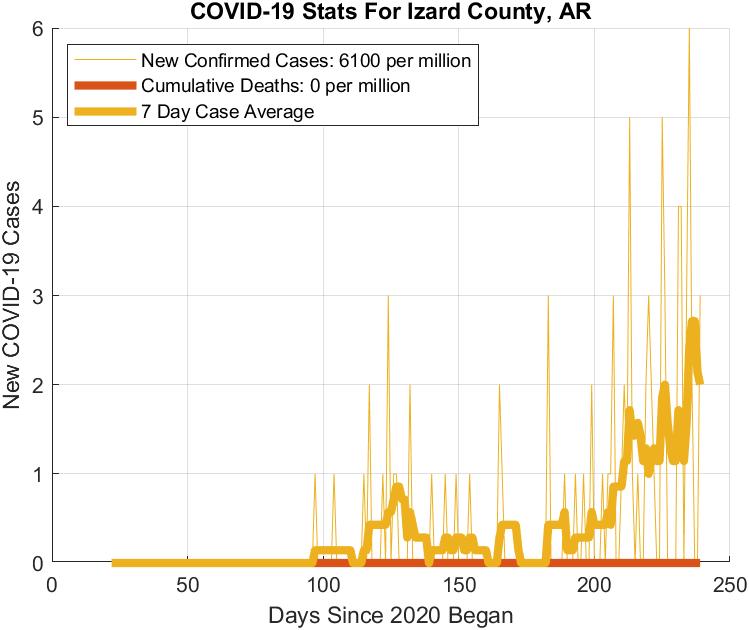 COVID-19 Stats For Izard County, AR
New Confirmed Cases: 6100 per million
Cumulative Deaths: 0 per million
7 Day Case Average
New COVID-19 Cases
6
5
4
3
2
1
0
0 50 100 150 200 250
Days Since 2020 Began